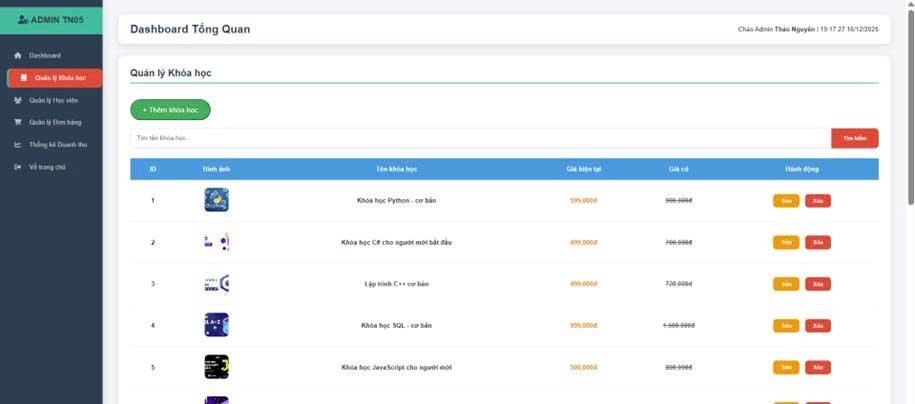 ADMIN TN05
Dashboard
Quản lý Khóa học
Quản lý Học viên
Quản lý Đơn hàng
Thống kê Doanh thu
Về trang chủ
Dashboard Tổng Quan
Chào Admin Thảo Nguyên | 19:17:27 16/12/2025
Quản lý Khóa học
+ Thêm khóa học
Tìm tên khóa học...
Tìm kiếm
ID Hình ảnh Tên khóa học Giá hiện tại Giá cũ Hành động
1 Khóa học Python - cơ bản 599,000đ 900,000đ Sửa Xóa
2 Khóa học C# cho người mới bắt đầu 499,000đ 700,000đ Sửa Xóa
3 Lập trình C++ cơ bản 499,000đ 720,000đ Sửa Xóa
4 Khóa học SQL - cơ bản 999,000đ 1,500,000đ Sửa Xóa
5 Khóa học JavaScript cho người mới 500,000đ 800,000đ Sửa Xóa